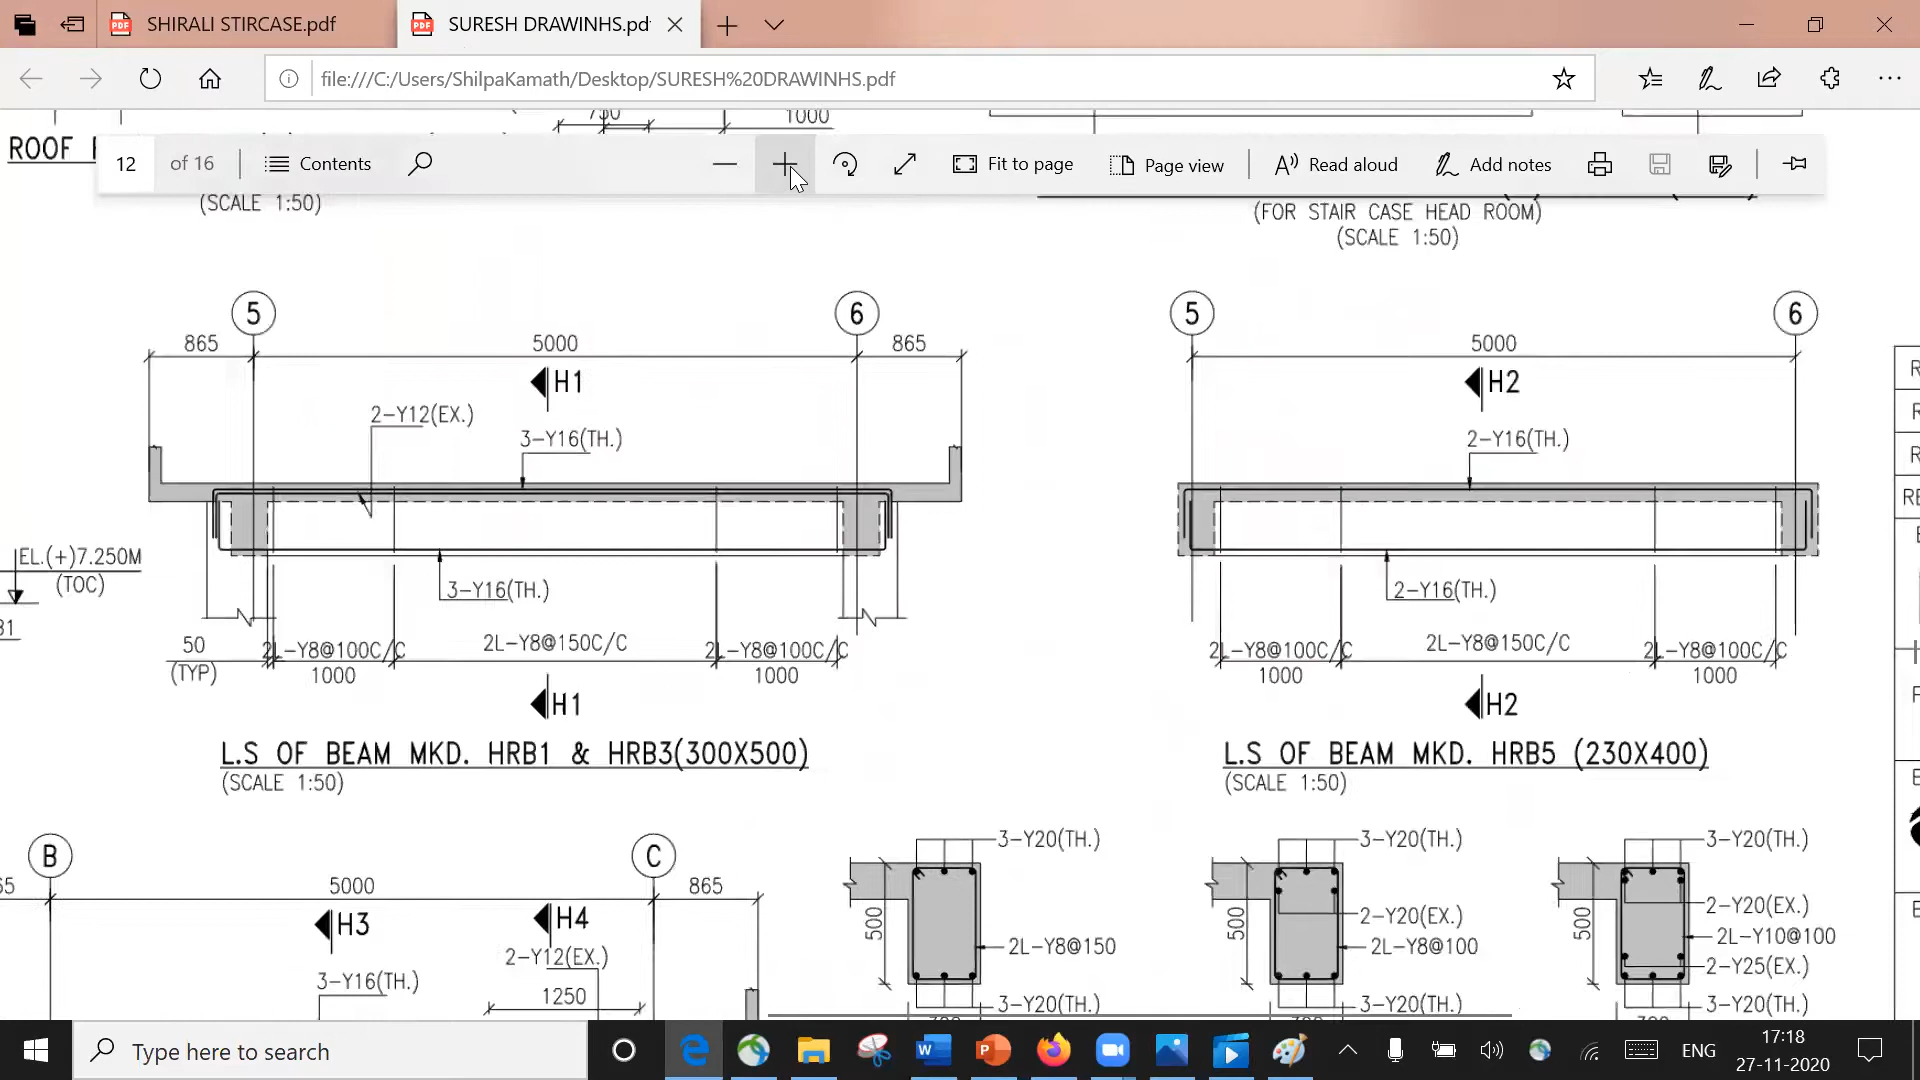 SHIRALI STIRCASE.pdf
SURESH DRAWINHS.pd
file:///C:/Users/ShilpaKamath/Desktop/SURESH%20DRAWINHS.pdf
750
1000
ROOF
12 of 16
Contents
Fit to page
Page view
Read aloud
Add notes
(SCALE 1:50)
(FOR STAIR CASE HEAD ROOM)
(SCALE 1:50)
5
6
865
5000
865
H1
2-Y12(EX.)
3-Y16(TH.)
EL.(+)7.250M
(TOC)
31
3-Y16(TH.)
50
(TYP)
2L-Y8@100C/C
1000
2L-Y8@150C/C
2L-Y8@100C/C
1000
H1
L.S OF BEAM MKD. HRB1 & HRB3(300X500)
(SCALE 1:50)
5
6
5000
H2
2-Y16(TH.)
2-Y16(TH.)
2L-Y8@100C/C
1000
2L-Y8@150C/C
2L-Y8@100C/C
1000
H2
L.S OF BEAM MKD. HRB5 (230X400)
(SCALE 1:50)
R
R
R
RE
B
C
65
5000
865
H3
H4
2-Y12(EX.)
3-Y16(TH.)
1250
3-Y20(TH.)
500
2L-Y8@150
3-Y20(TH.)
3-Y20(TH.)
500
2-Y20(EX.)
2L-Y8@100
3-Y20(TH.)
3-Y20(TH.)
500
2-Y20(EX.)
2L-Y10@100
2-Y25(EX.)
3-Y20(TH.)
Type here to search
ENG
17:18
27-11-2020